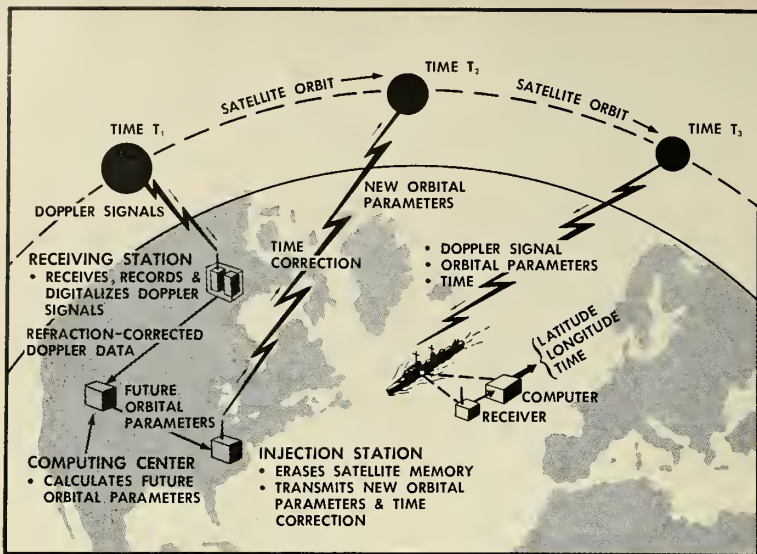 TIME T₁
SATELLITE ORBIT
TIME T₂
SATELLITE ORBIT
TIME T₃
DOPPLER SIGNALS
RECEIVING STATION
• RECEIVES, RECORDS &
DIGITALIZES DOPPLER
SIGNALS
REFRACTION-CORRECTED
DOPPLER DATA
FUTURE
ORBITAL
PARAMETERS
COMPUTING CENTER
• CALCULATES FUTURE
ORBITAL PARAMETERS
NEW ORBITAL
PARAMETERS
TIME
CORRECTION
INJECTION STATION
• ERASES SATELLITE MEMORY
• TRANSMITS NEW ORBITAL
PARAMETERS & TIME
CORRECTION
• DOPPLER SIGNAL
• ORBITAL PARAMETERS
• TIME
LATITUDE
LONGITUDE
TIME
COMPUTER
RECEIVER